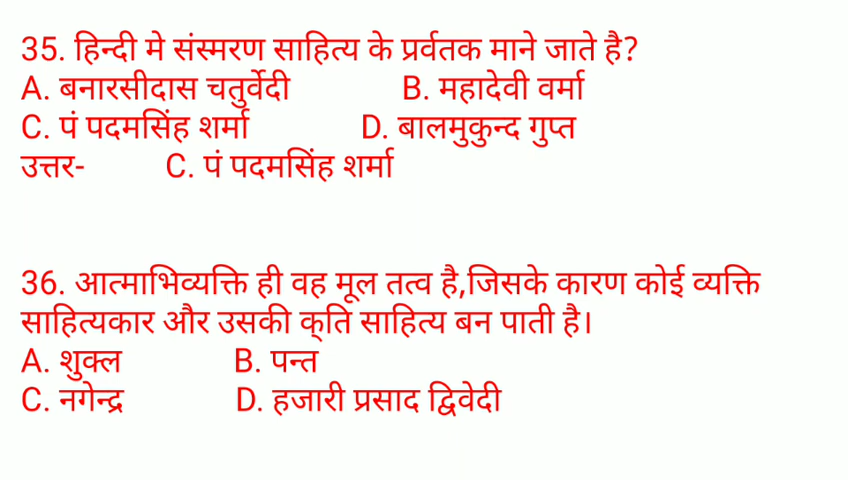 35. हिन्दी मे संस्मरण साहित्य के प्रर्वतक माने जाते है?
A. बनारसीदास चतुर्वेदी B. महादेवी वर्मा
C. पं पदमसिंह शर्मा D. बालमुकुन्द गुप्त
उत्तर- C. पं पदमसिंह शर्मा
36. आत्माभिव्यक्ति ही वह मूल तत्व है,जिसके कारण कोई व्यक्ति
साहित्यकार और उसकी क्ति साहित्य बन पाती है।
A. शुक्ल B. पन्त
C. नगेन्द्र D. हजारी प्रसाद द्विवेदी